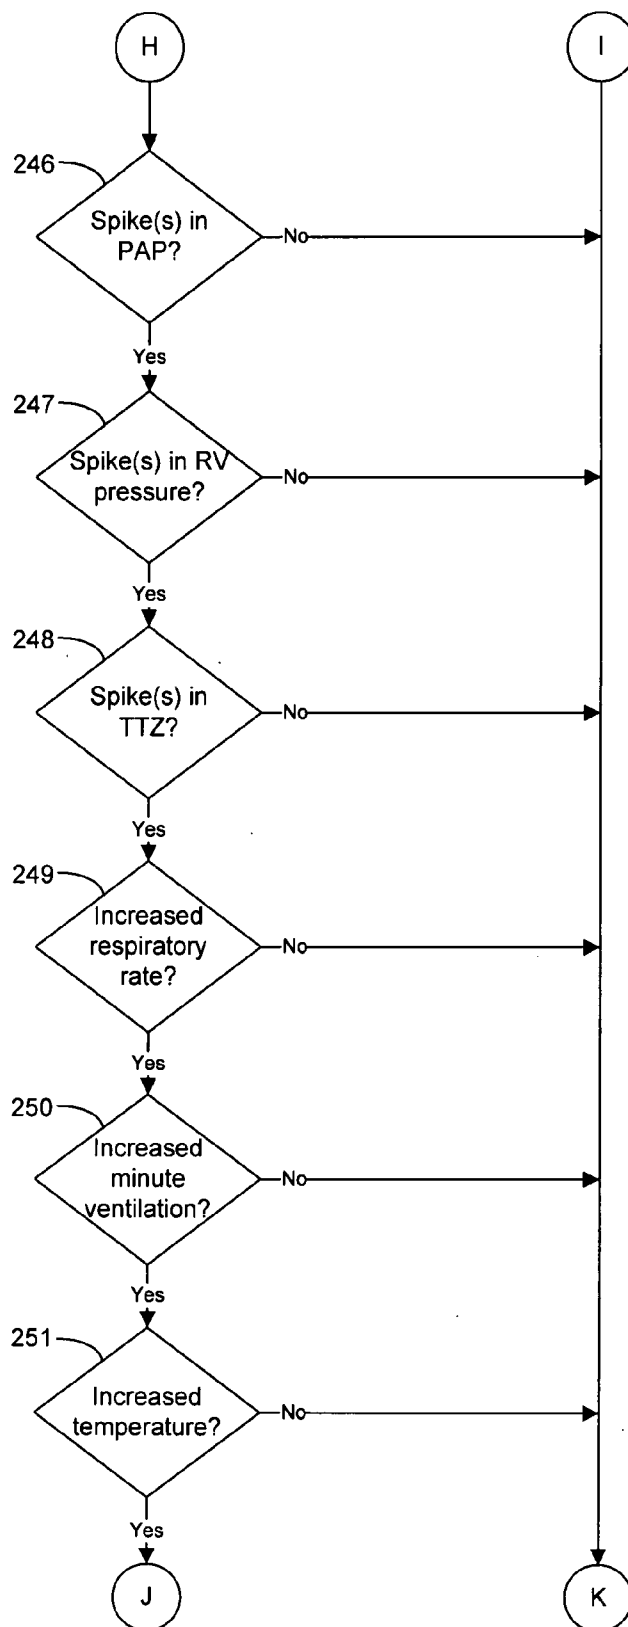 H
I
246
Spike(s) in
PAP?
No
Yes
247
Spike(s) in RV
pressure?
No
Yes
248
Spike(s) in
TTZ?
No
Yes
249
Increased
respiratory
rate?
No
Yes
250
Increased
minute
ventilation?
No
Yes
251
Increased
temperature?
No
Yes
J
K